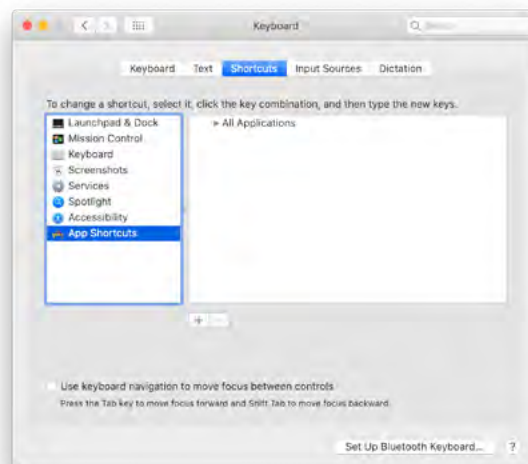 Keyboard
Search
Keyboard Text Shortcuts Input Sources Dictation
To change a shortcut, select it, click the key combination, and then type the new keys.
Launchpad & Dock
Mission Control
Keyboard
Screenshots
Services
Spotlight
Accessibility
App Shortcuts
All Applications
+ −
Use keyboard navigation to move focus between controls
Press the Tab key to move focus forward and Shift Tab to move focus backward.
Set Up Bluetooth Keyboard... ?